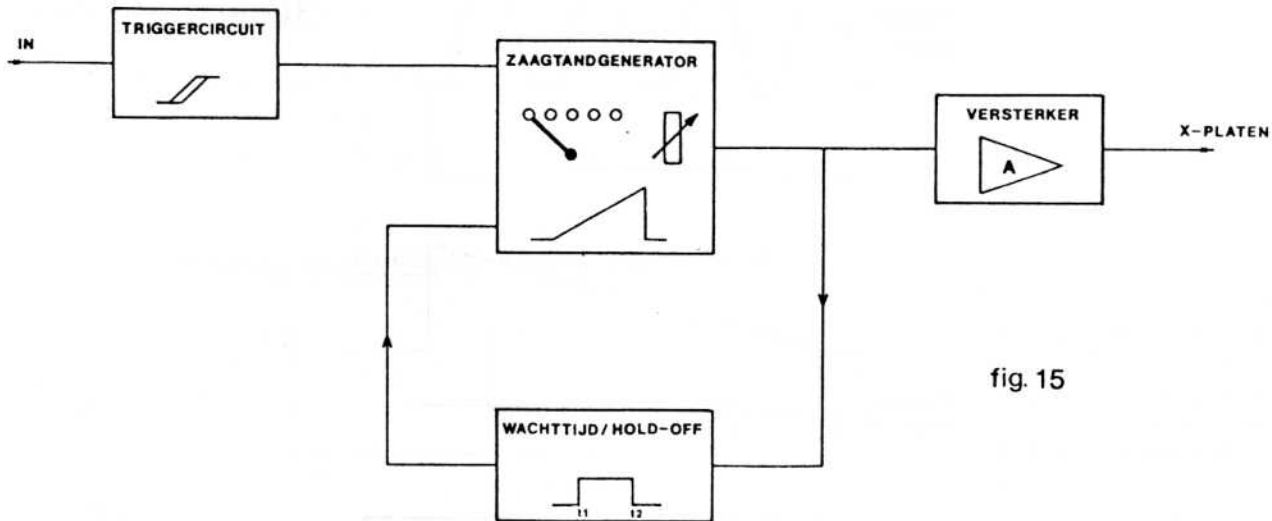 TRIGGERCIRCUIT
IN
ZAAGTANDGENERATOR
VERSTERKER
X-PLATEN
A
fig. 15
WACHTTIJD/HOLD-OFF
t1 t2